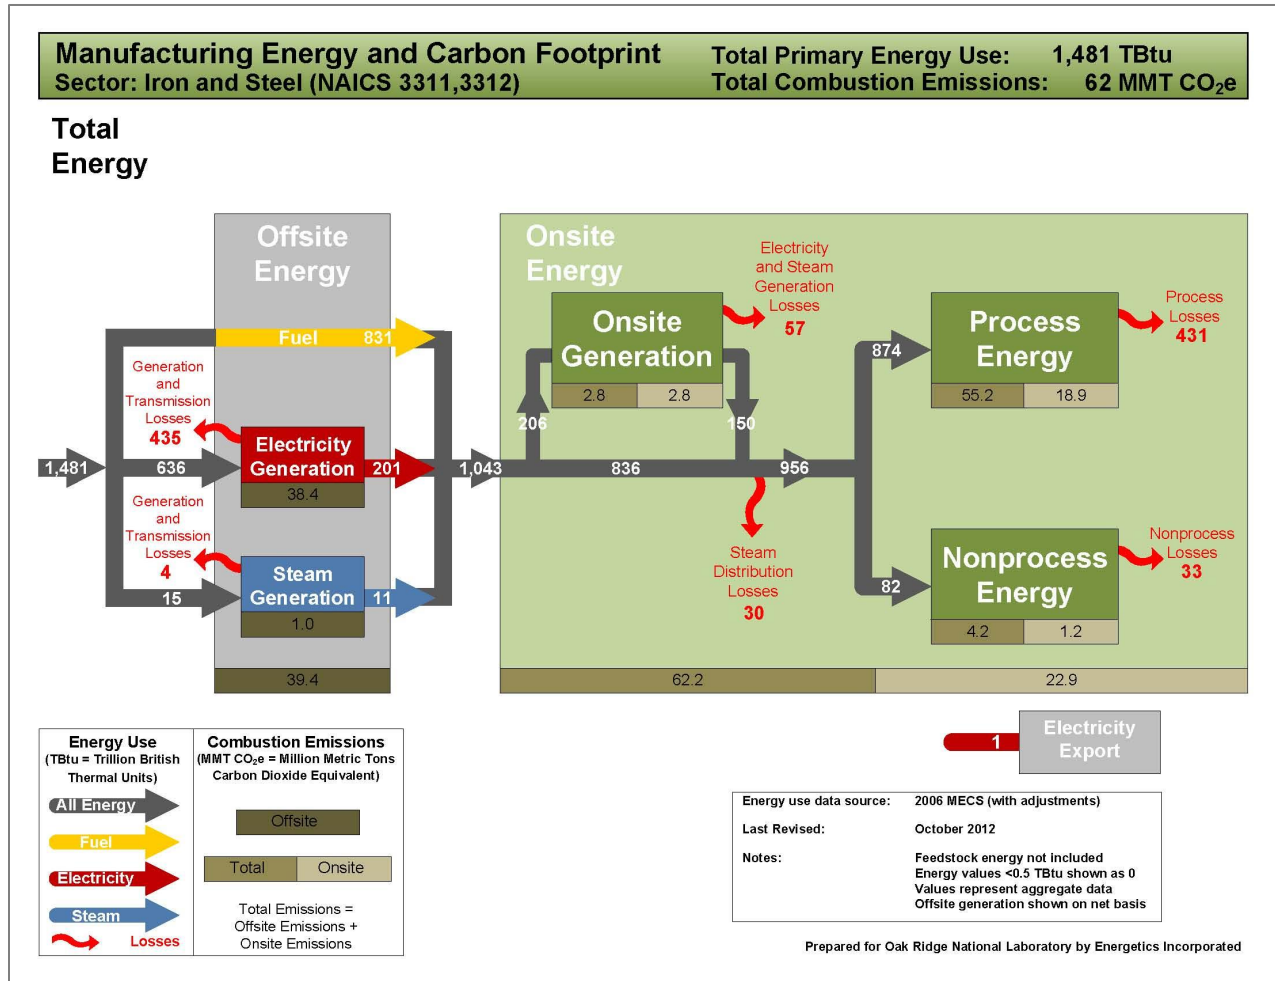 Manufacturing Energy and Carbon Footprint
Sector: Iron and Steel (NAICS 3311,3312)
Total Primary Energy Use: 1,481 TBtu
Total Combustion Emissions: 62 MMT CO₂e
Total
Energy
Offsite
Energy
Onsite
Energy
Fuel 831
Generation
and
Transmission
Losses
435
1,481
636
Electricity
Generation
201
38.4
Generation
and
Transmission
Losses
4
15
Steam
Generation
11
1.0
39.4
1,043
206
Onsite
Generation
2.8 2.8
Electricity
and Steam
Generation
Losses
57
150
836
956
Steam
Distribution
Losses
30
874
Process
Energy
55.2 18.9
Process
Losses
431
82
Nonprocess
Energy
4.2 1.2
Nonprocess
Losses
33
62.2 22.9
1
Electricity
Export
Energy Use
(TBtu = Trillion British
Thermal Units)
All Energy
Fuel
Electricity
Steam
Losses
Combustion Emissions
(MMT CO₂e = Million Metric Tons
Carbon Dioxide Equivalent)
Offsite
Total Onsite
Total Emissions =
Offsite Emissions +
Onsite Emissions
Energy use data source: 2006 MECS (with adjustments)
Last Revised: October 2012
Notes: Feedstock energy not included
Energy values <0.5 TBtu shown as 0
Values represent aggregate data
Offsite generation shown on net basis
Prepared for Oak Ridge National Laboratory by Energetics Incorporated